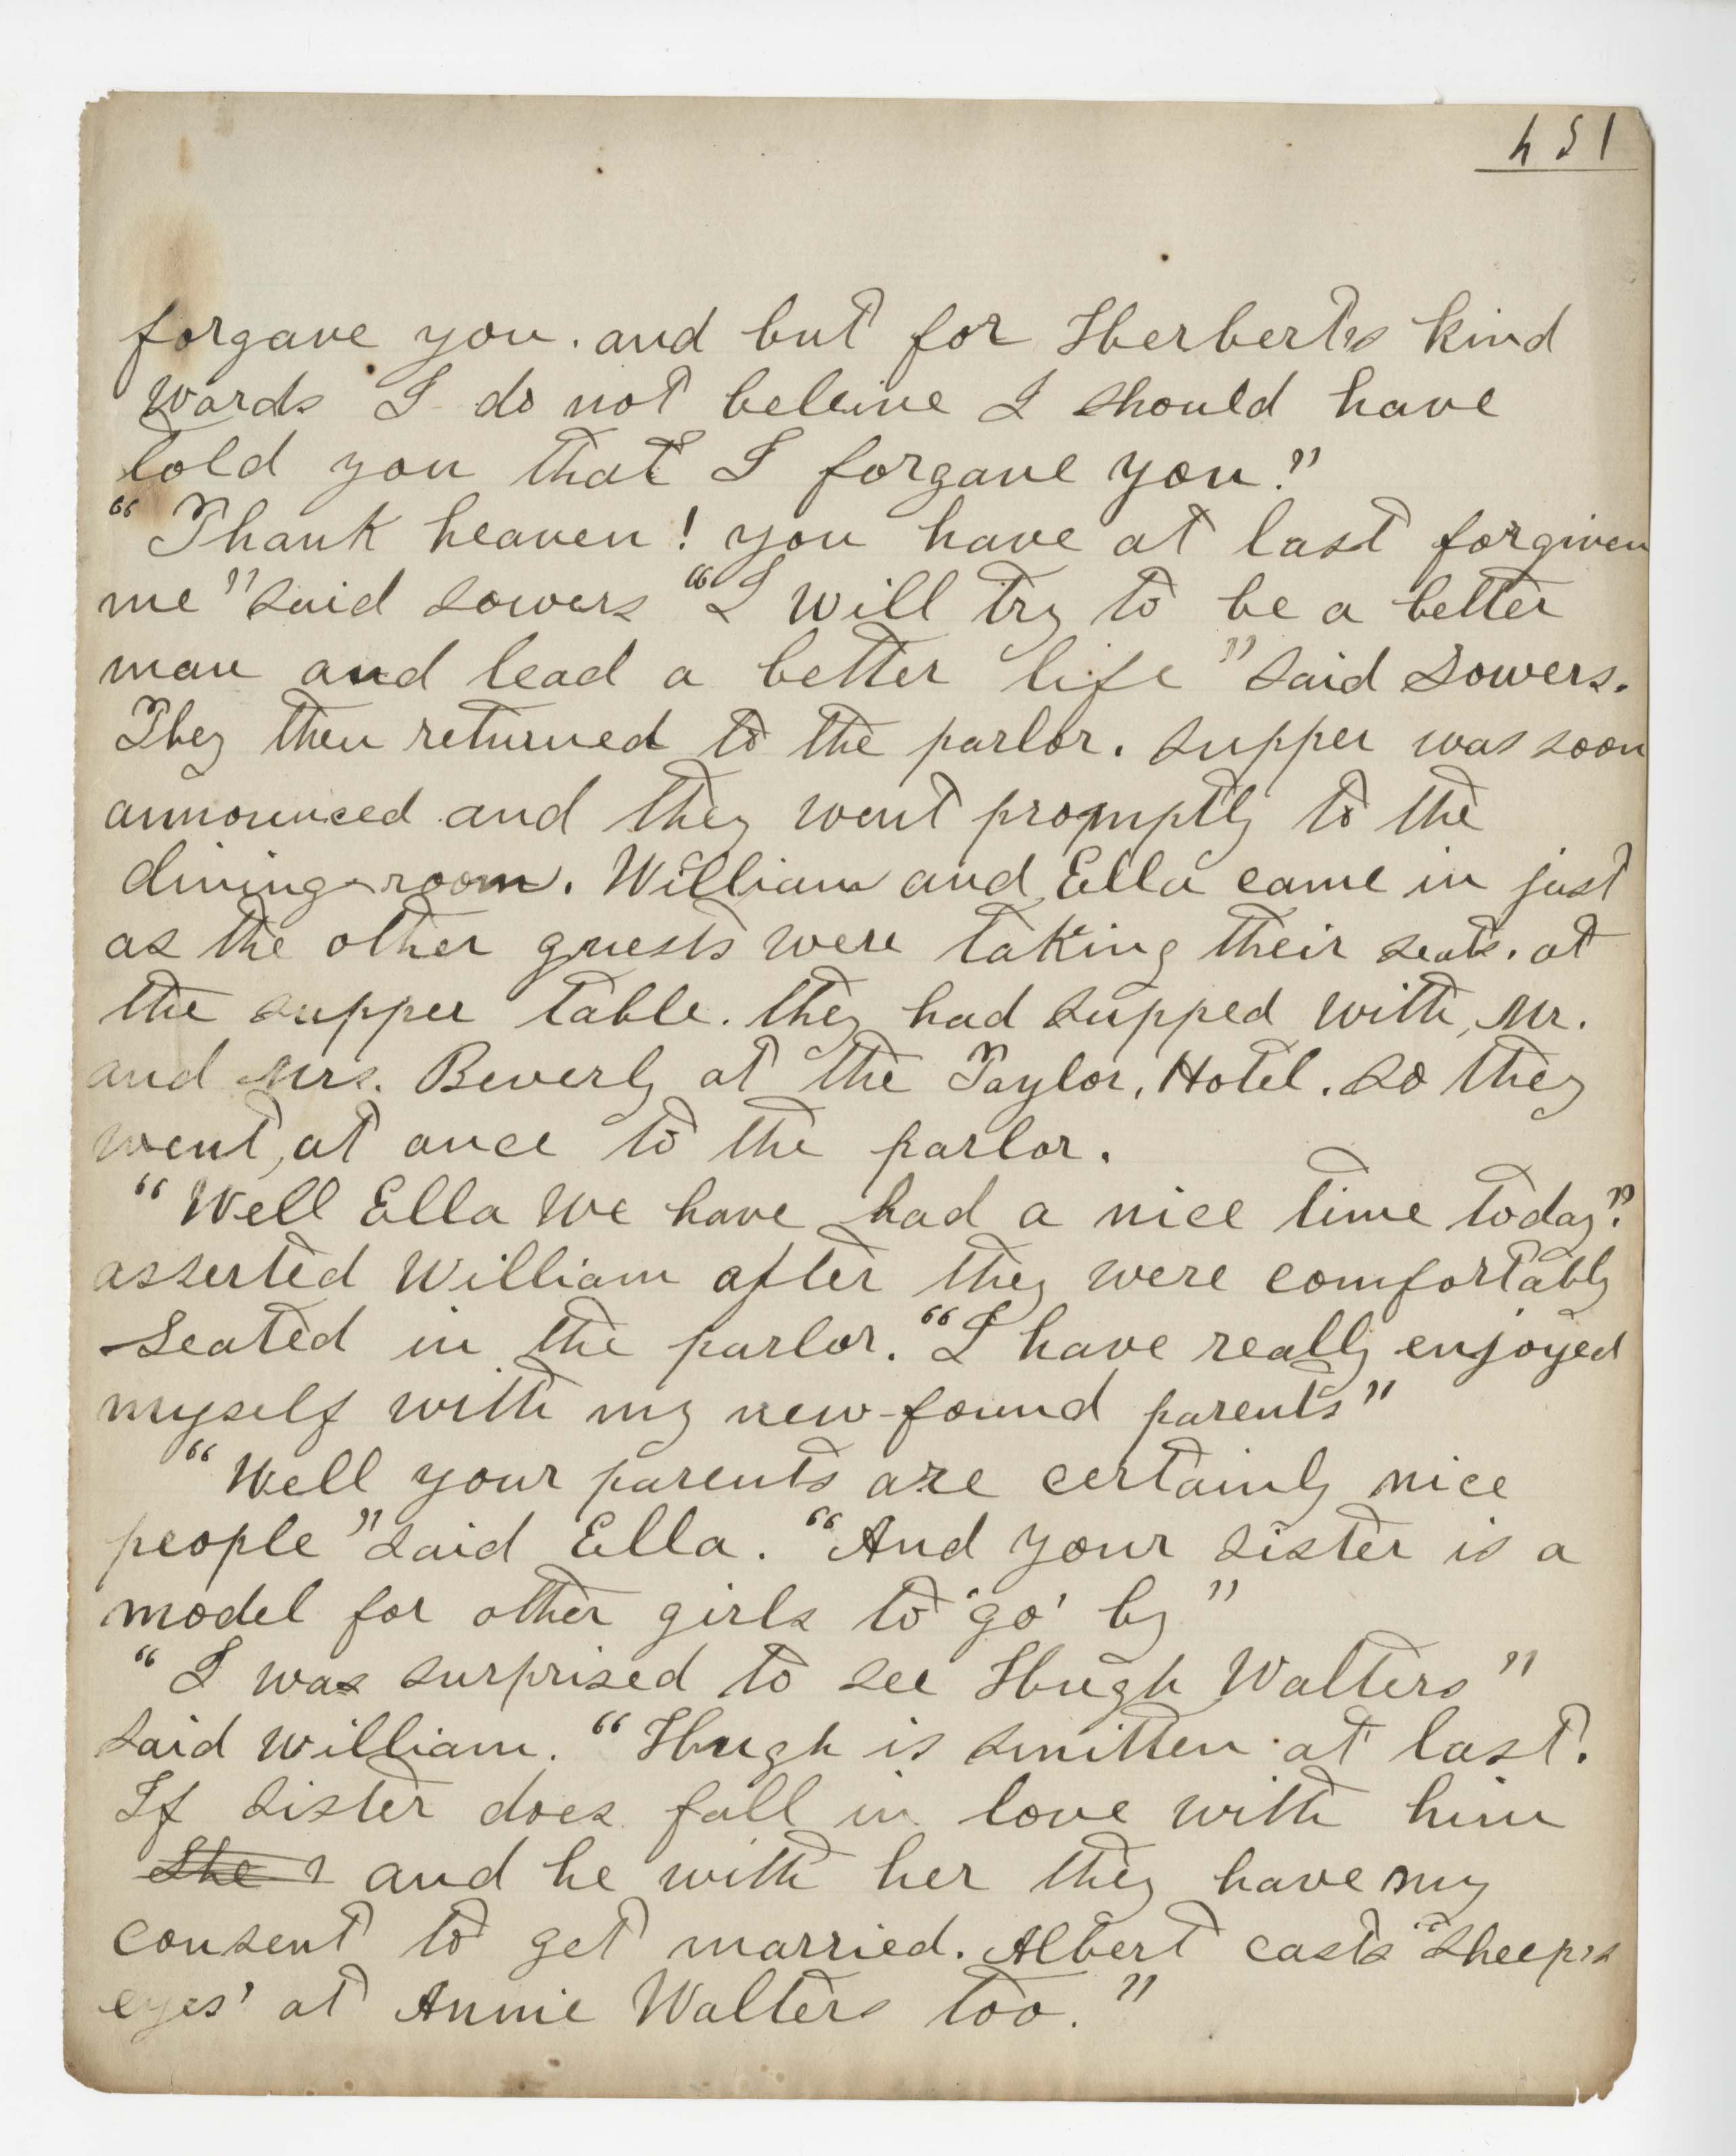 451
forgave you. and but for Herbert's kind
words I do not beleive I should have
told you that I forgave you."
"Thank heaven! you have at last forgiven
me" said Sowers "I will try to be a better
man and lead a better life" said Sowers.
They then returned to the parlor. supper was soon
announced and they went promptly to the
dining-room. William and Ella came in just
as the other guests were taking their seats. at
the supper table. they had supped with, Mr.
and Mrs. Beverly at the Taylor, Hotel. so they
went, at once to the parlor.
"Well Ella we have had a nice time today."
asserted William after they were comfortably
seated in the parlor. "I have really enjoyed
myself with my new-found parents"
"Well your parents are certainly nice
people" said Ella. "And your sister is a
model for other girls to 'go' by"
"I was surprised to see Hugh Walters"
said William. "Hugh is smitten at last.
If sister does fall in love with him
She and he with her they have my
consent to get married. Albert casts "sheep's
eyes' at Annie Walters too."